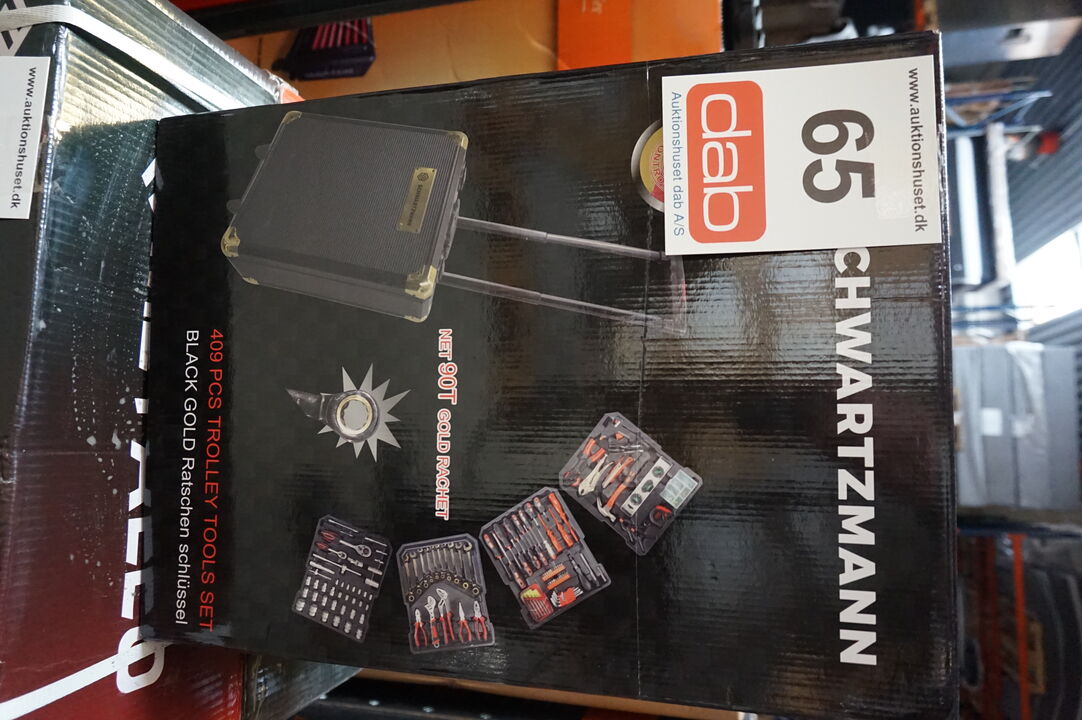 www.auktionshuset.dk
65
dab
Auktionshuset dab A/S
CHWARTZMANN
NET 90T GOLD RACHET
409 PCS TROLLEY TOOLS SET
BLACK GOLD Ratschen schlüssel
www.auktionshuset.dk